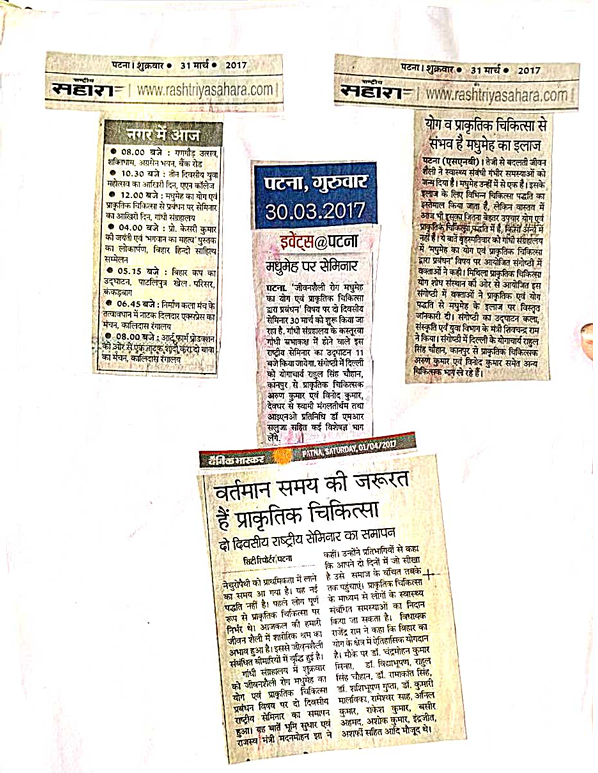 पटना। शुक्रवार • 31 मार्च • 2017
राष्ट्रीय
सहारा www.rashtriyasahara.com
नगर में आज
• 08.00 बजे : गणगौड़ उत्सव,
शक्तिधाम, अग्रसेन भवन, बैंक रोड
• 10.30 बजे : तीन दिवसीय युवा
महोत्सव का आखिरी दिन, एएन कॉलेज
• 12.00 बजे : मधुमेह का योग एवं
प्राकृतिक चिकित्सा से प्रबंधन पर सेमिनार
का आखिरी दिन, गांधी संग्रहालय
• 04.00 बजे : प्रो. केसरी कुमार
की जयंती एवं 'भगवान का महत्व' पुस्तक
का लोकार्पण, बिहार हिन्दी साहित्य
सम्मेलन
• 05.15 बजे : बिहार कप का
उद्घाटन, पाटलिपुत्र खेल परिसर,
कंकड़बाग
• 06.45 बजे : निर्माण कला मंच के
तत्वावधान में नाटक दिलदार एक्सप्रेस का
मंचन, कालिदास रंगालय
• 08.00 बजे : आर्ट फार्म प्रोडक्शन
की ओर से एक नाटक
का मंचन, कालिदास रंगालय
पटना, गुरुवार
30.03.2017
इवेंट्स@पटना
मधुमेह पर सेमिनार
पटना. 'जीवनशैली रोग मधुमेह
का योग एवं प्राकृतिक चिकित्सा
द्वारा प्रबंधन' विषय पर दो दिवसीय
सेमिनार 30 मार्च को शुरू किया जा
रहा है. गांधी संग्रहालय के कस्तूरबा
गांधी सभाकक्ष में होने वाले इस
राष्ट्रीय सेमिनार का उद्घाटन 11
बजे किया जायेगा. संगोष्ठी में दिल्ली
के योगाचार्य राहुल सिंह चौहान,
कानपुर से प्राकृतिक चिकित्सक
अरुण कुमार एवं विनोद कुमार,
देवघर से स्वामी मंगलतीर्थम तथा
आइएनओ प्रतिनिधि डॉ एमआर
सलूजा सहित कई विशेषज्ञ भाग
लेंगे.
पटना। शुक्रवार • 31 मार्च • 2017
राष्ट्रीय
सहारा www.rashtriyasahara.com
योग व प्राकृतिक चिकित्सा से
संभव है मधुमेह का इलाज
पटना (एसएनबी)। तेजी से बदलती जीवन
शैली ने स्वास्थ्य संबंधी गंभीर समस्याओं को
जन्म दिया है। मधुमेह उन्हीं में से एक है। इसके
इलाज के लिए विभिन्न चिकित्सा पद्धति का
इस्तेमाल किया जाता है, लेकिन वास्तव में
आज भी इसका जितना बेहतर उपचार योग एवं
प्राकृतिक चिकित्सा पद्धति में है, किसी अन्य में
नहीं है। ये बातें बृहस्पतिवार को गांधी संग्रहालय
में 'मधुमेह का योग एवं प्राकृतिक चिकित्सा
द्वारा प्रबंधन' विषय पर आयोजित संगोष्ठी में
वक्ताओं ने कही। मिथिला प्राकृतिक चिकित्सा
योग शोध संस्थान की ओर से आयोजित इस
संगोष्ठी में वक्ताओं ने प्राकृतिक एवं योग
पद्धति से मधुमेह के इलाज पर विस्तृत
जानकारी दी। संगोष्ठी का उद्घाटन कला,
संस्कृति एवं युवा विभाग के मंत्री शिवचन्द्र राम
ने किया। संगोष्ठी में दिल्ली के योगाचार्य राहुल
सिंह चौहान, कानपुर से प्राकृतिक चिकित्सक
अरुण कुमार एवं विनोद कुमार समेत अन्य
चिकित्सक भाग ले रहे हैं।
दैनिक भास्कर PATNA, SATURDAY, 01/04/2017
वर्तमान समय की जरूरत
हैं प्राकृतिक चिकित्सा
दो दिवसीय राष्ट्रीय सेमिनार का समापन
सिटी रिपोर्टर, पटना
नेचुरोपैथी को प्राथमिकता में लाने
का समय आ गया है। यह नई
पद्धति नहीं है। पहले लोग पूर्ण
रूप से प्राकृतिक चिकित्सा पर
निर्भर थे। आजकल की हमारी
जीवन शैली में शारीरिक श्रम का
अभाव हुआ है। इससे जीवनशैली
संबंधित बीमारियों में वृद्धि हुई है।
गांधी संग्रहालय में शुक्रवार
को जीवनशैली रोग मधुमेह का
योग एवं प्राकृतिक चिकित्सा
प्रबंधन विषय पर दो दिवसीय
राष्ट्रीय सेमिनार का समापन
हुआ। यह बातें भूमि सुधार एवं
राजस्व मंत्री मदनमोहन झा ने
कही। उन्होंने प्रतिभागियों से कहा
कि आपने दो दिनों में जो सीखा
है उसे समाज के वंचित तबके
तक पहुंचाएं। प्राकृतिक चिकित्सा
के माध्यम से लोगों के स्वास्थ्य
संबंधित समस्याओं का निदान
किया जा सकता है। विधायक
राजेंद्र राम ने कहा कि बिहार का
योग के क्षेत्र में ऐतिहासिक योगदान
है। मौके पर डॉ. चंद्रमोहन कुमार
मिश्रा, डॉ. विद्याभूषण, राहुल
सिंह चौहान, डॉ. रामाकांत सिंह,
डॉ. शशिभूषण गुप्ता, डॉ. कुमारी
मालविका, रामेश्वर साह, अनिल
कुमार, राकेश कुमार, बसीर
अहमद, अशोक कुमार, इंद्रजीत,
अशर्फी सहित आदि मौजूद थे।